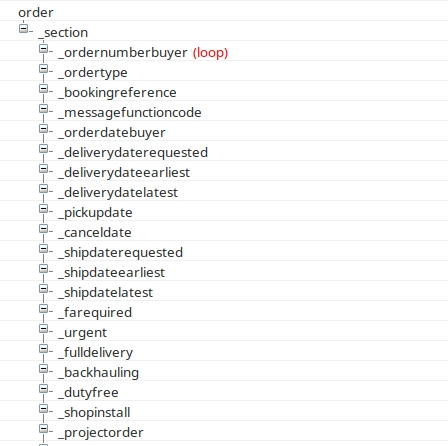 order
_section
_ordernumberbuyer (loop)
_ordertype
_bookingreference
_messagefunctioncode
_orderdatebuyer
_deliverydaterequested
_deliverydateearliest
_deliverydatelatest
_pickupdate
_canceldate
_shipdaterequested
_shipdateearliest
_shipdatelatest
_farequired
_urgent
_fulldelivery
_backhauling
_dutyfree
_shopinstall
_projectorder